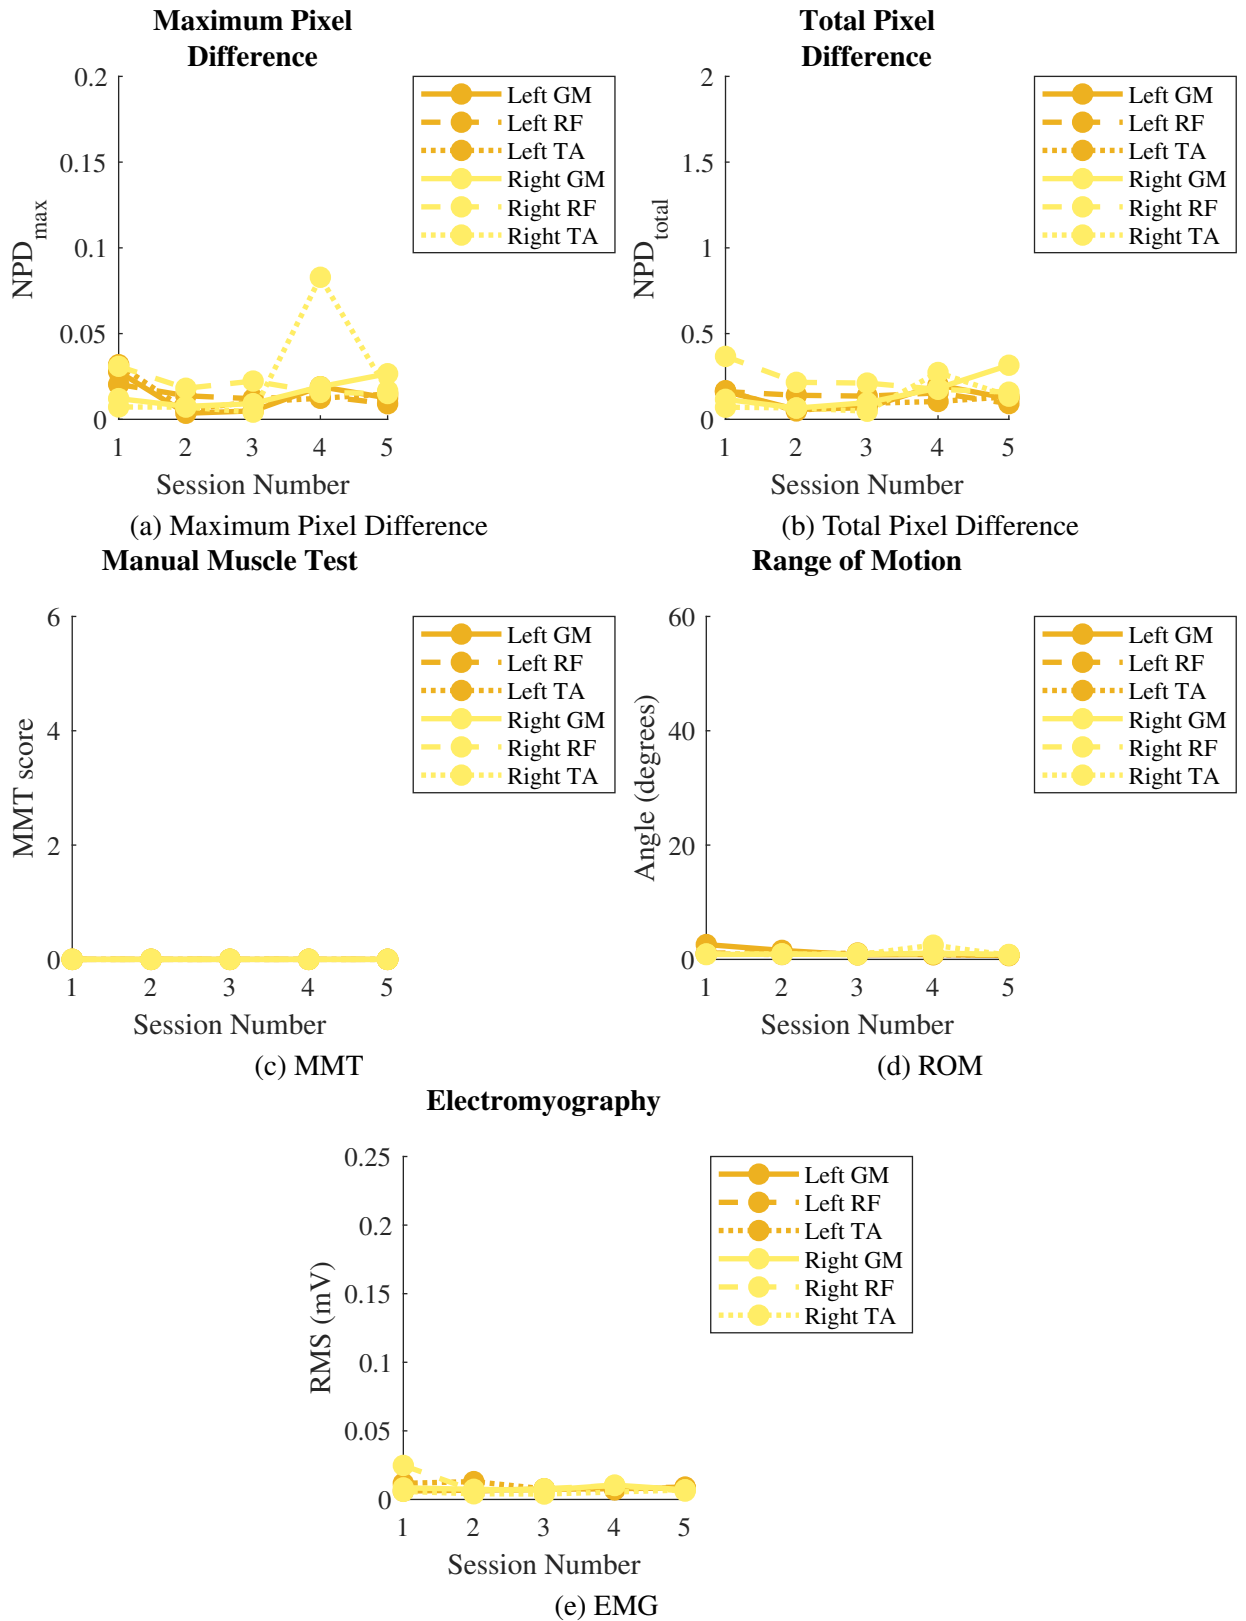 Maximum Pixel
Difference
0.2
0.15
0.1
0.05
0
NPD_max
1 2 3 4 5
Session Number
Left GM
Left RF
Left TA
Right GM
Right RF
Right TA
(a) Maximum Pixel Difference
Total Pixel
Difference
2
1.5
1
0.5
0
NPD_total
1 2 3 4 5
Session Number
Left GM
Left RF
Left TA
Right GM
Right RF
Right TA
(b) Total Pixel Difference
Manual Muscle Test
6
4
2
0
MMT score
1 2 3 4 5
Session Number
Left GM
Left RF
Left TA
Right GM
Right RF
Right TA
(c) MMT
Range of Motion
60
40
20
0
Angle (degrees)
1 2 3 4 5
Session Number
Left GM
Left RF
Left TA
Right GM
Right RF
Right TA
(d) ROM
Electromyography
0.25
0.2
0.15
0.1
0.05
0
RMS (mV)
1 2 3 4 5
Session Number
Left GM
Left RF
Left TA
Right GM
Right RF
Right TA
(e) EMG